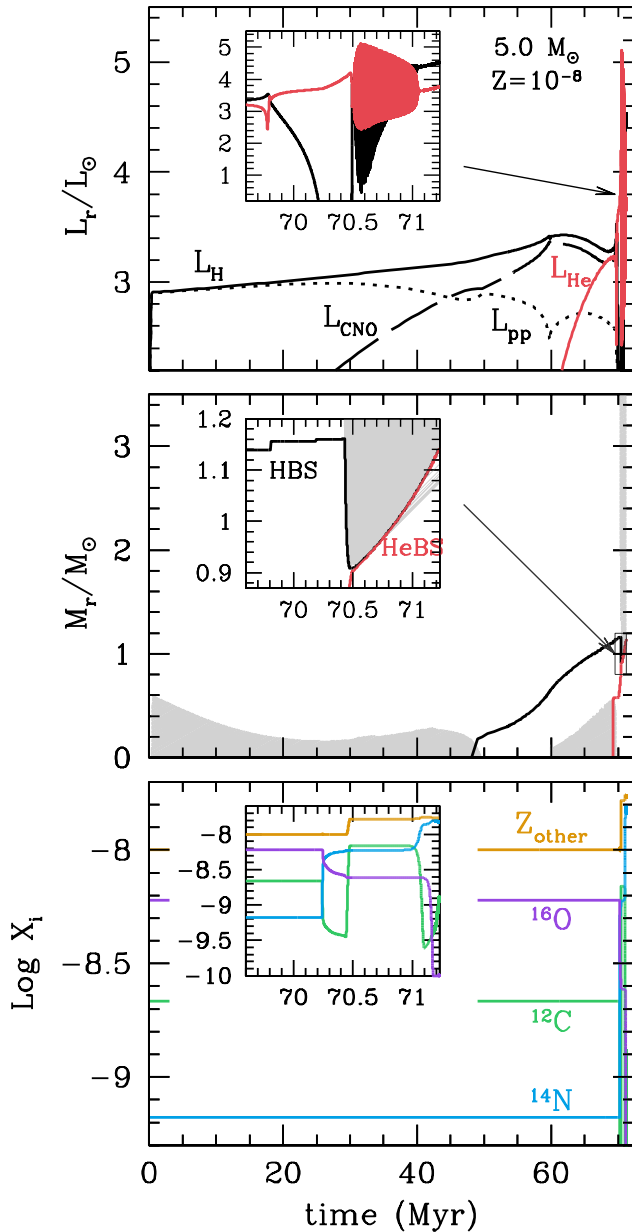 5.0 M⊙
Z=10⁻⁸
5
4
3
2
1
70 70.5 71
5
4
3
L_r/L⊙
L_H
L_CNO
L_pp
L_He
L
1.2
1.1
1
0.9
70 70.5 71
HBS
HeBS
3
2
1
0
M_r/M⊙
-8
-8.5
-9
-9.5
-10
70 70.5 71
Z_other
¹⁶O
¹²C
¹⁴N
-8
-8.5
-9
Log X_i
0 20 40 60
time (Myr)